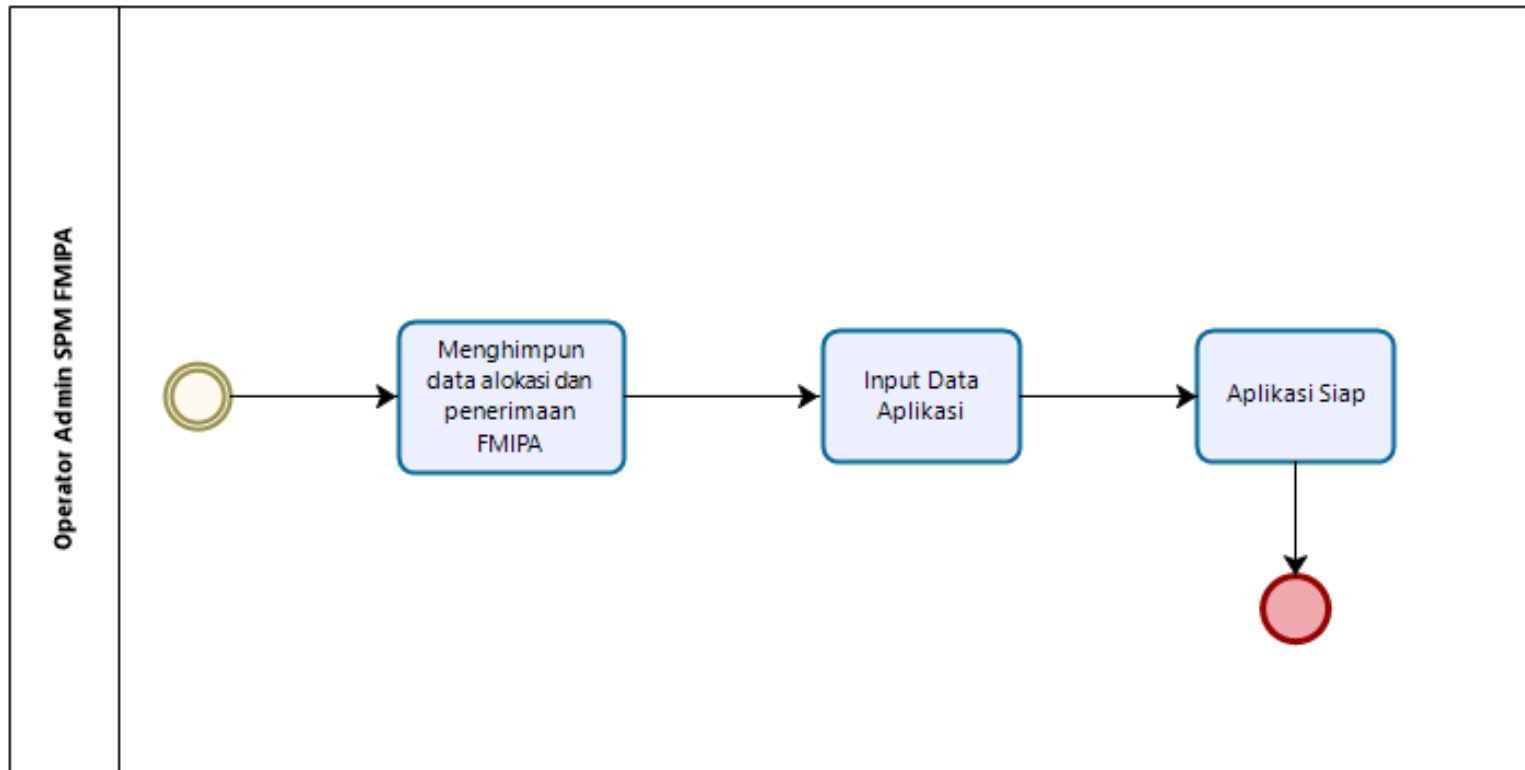 Operator Admin SPM FMIPA
Menghimpun
data alokasi dan
penerimaan
FMIPA
Input Data
Aplikasi
Aplikasi Siap